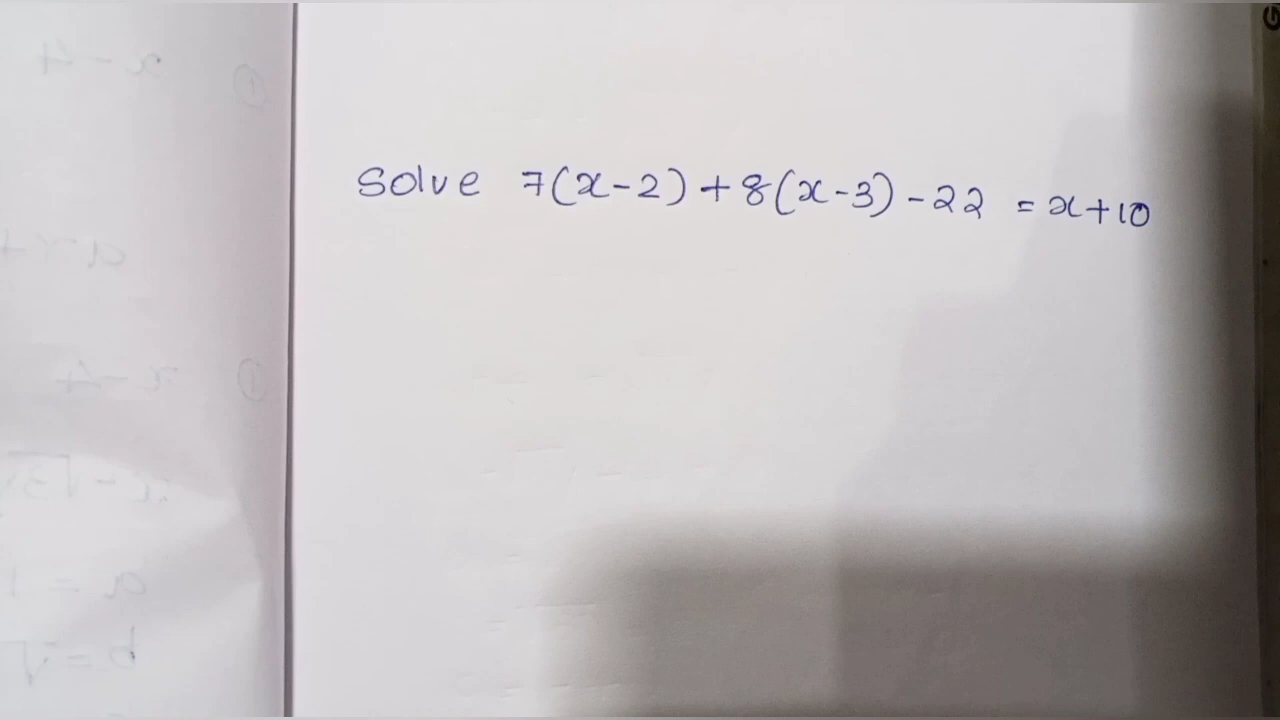 Solve 7(x-2)+8(x-3)-22 = x+10